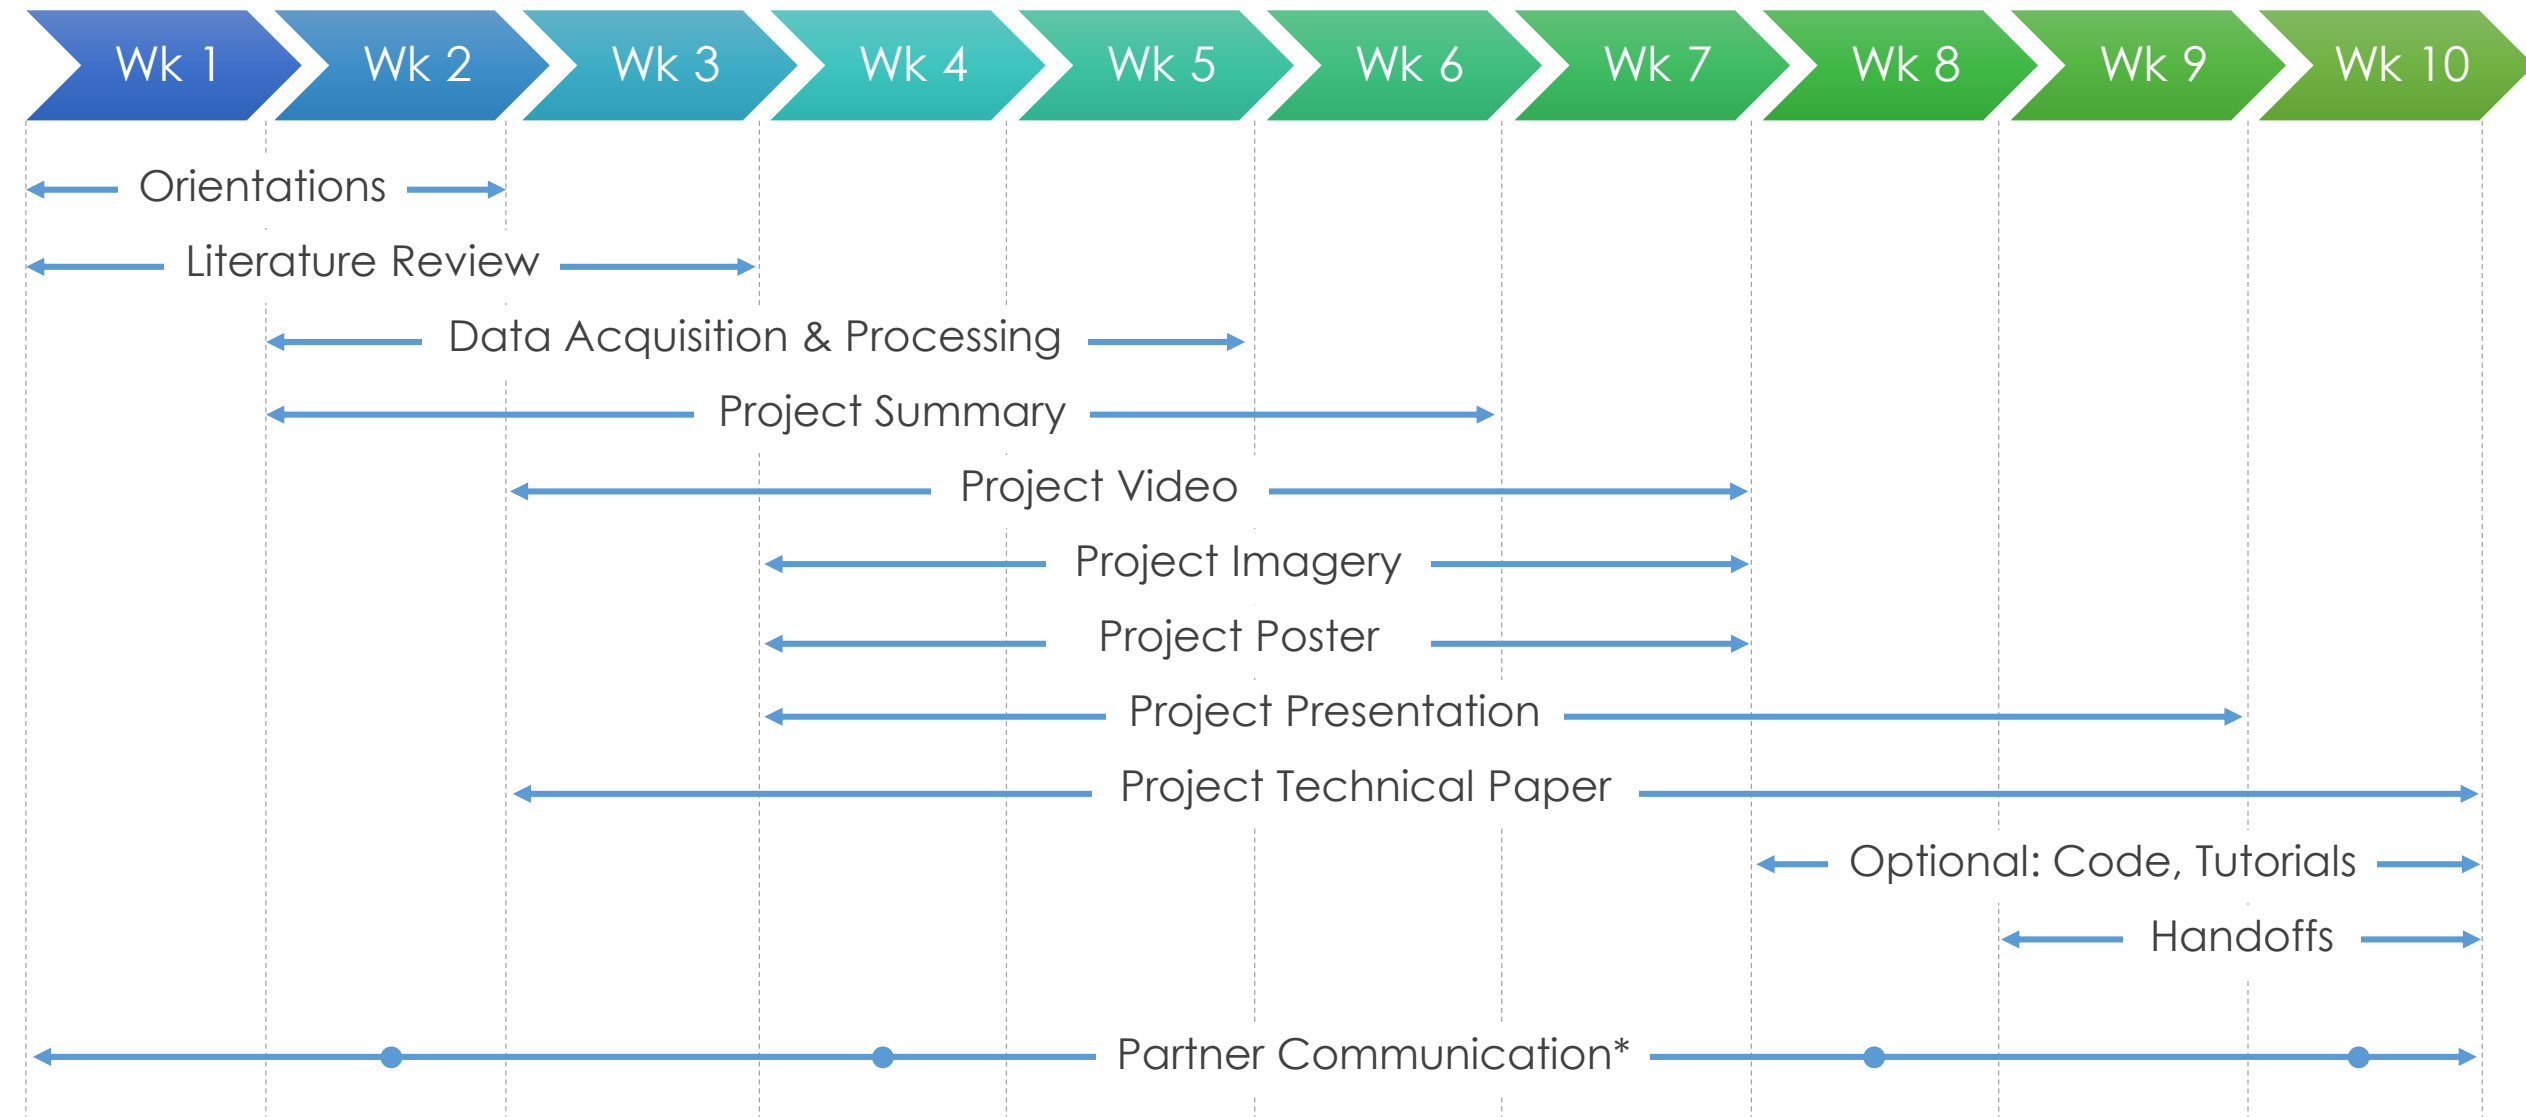 Wk 1
Wk 2
Wk 3
Wk 4
Wk 5
Wk 6
Wk 7
Wk 8
Wk 9
Wk 10
Orientations
Literature Review
Data Acquisition & Processing
Project Summary
Project Video
Project Imagery
Project Poster
Project Presentation
Project Technical Paper
Optional: Code, Tutorials
Handoffs
Partner Communication*